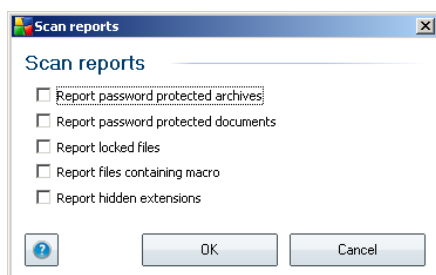 Scan reports
Scan reports
Report password protected archives
Report password protected documents
Report locked files
Report files containing macro
Report hidden extensions
?
OK
Cancel